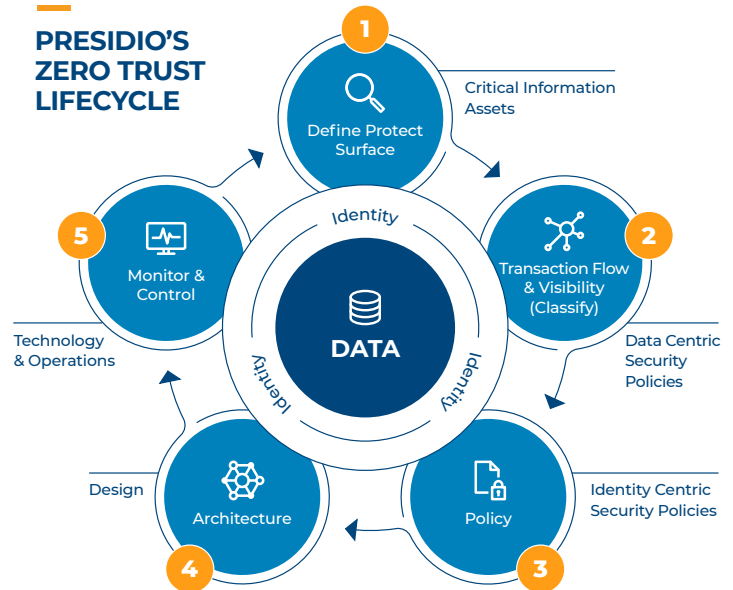 PRESIDIO'S
ZERO TRUST
LIFECYCLE
1
Define Protect
Surface
Critical Information
Assets
2
Transaction Flow
& Visibility
(Classify)
Data Centric
Security
Policies
3
Policy
Identity Centric
Security Policies
4
Architecture
Design
5
Monitor &
Control
Technology
& Operations
Identity
Identity
Identity
DATA